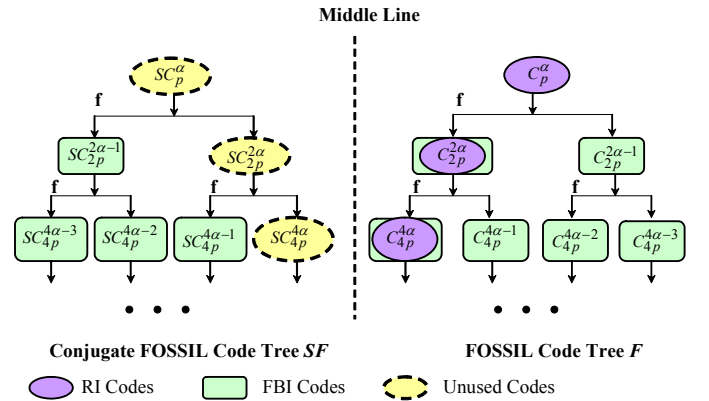 Middle Line
SC_p^α
C_p^α
f
f
SC_{2p}^{2α−1}
SC_{2p}^{2α}
C_{2p}^{2α}
C_{2p}^{2α−1}
f
f
f
f
SC_{4p}^{4α−3}
SC_{4p}^{4α−2}
SC_{4p}^{4α−1}
SC_{4p}^{4α}
C_{4p}^{4α}
C_{4p}^{4α−1}
C_{4p}^{4α−2}
C_{4p}^{4α−3}
• • •
• • •
Conjugate FOSSIL Code Tree SF
FOSSIL Code Tree F
RI Codes
FBI Codes
Unused Codes